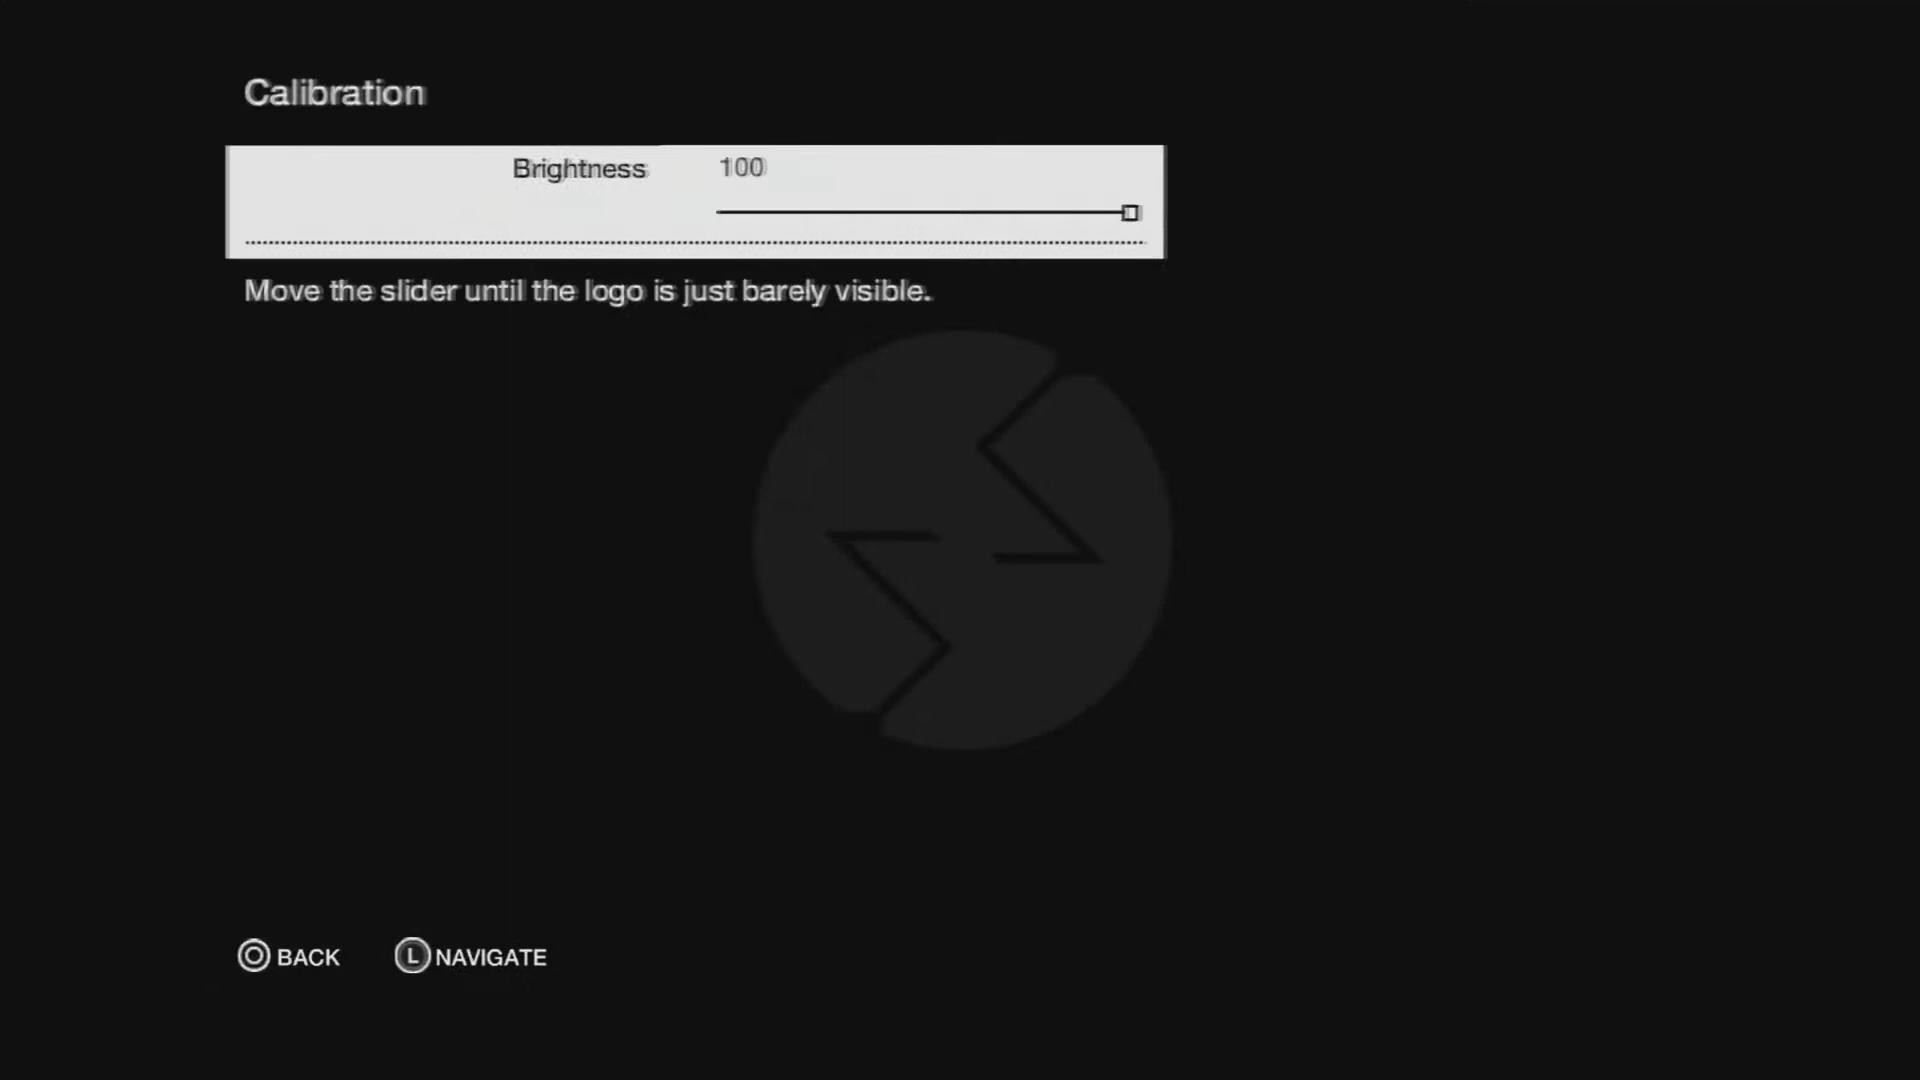 Calibration
Brightness 100
Move the slider until the logo is just barely visible.
BACK L NAVIGATE